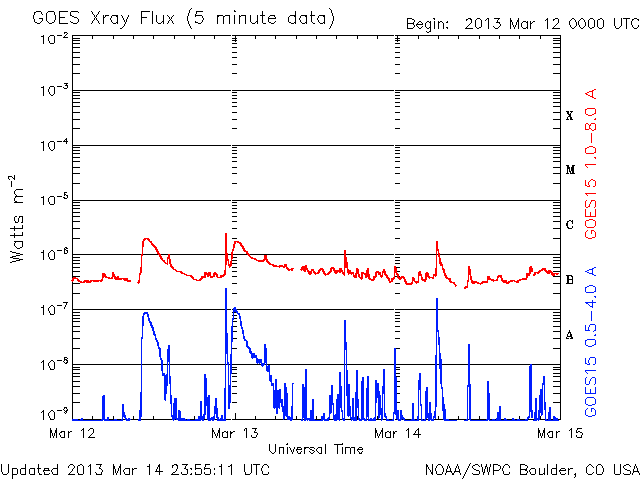 GOES Xray Flux (5 minute data)
Begin: 2013 Mar 12 0000 UTC
10-2
10-3
10-4
10-5
10-6
10-7
10-8
10-9
Watts m-2
X
M
C
B
A
GOES15 1.0-8.0 A
GOES15 0.5-4.0 A
Mar 12
Mar 13
Mar 14
Mar 15
Universal Time
Updated 2013 Mar 14 23:55:11 UTC
NOAA/SWPC Boulder, CO USA